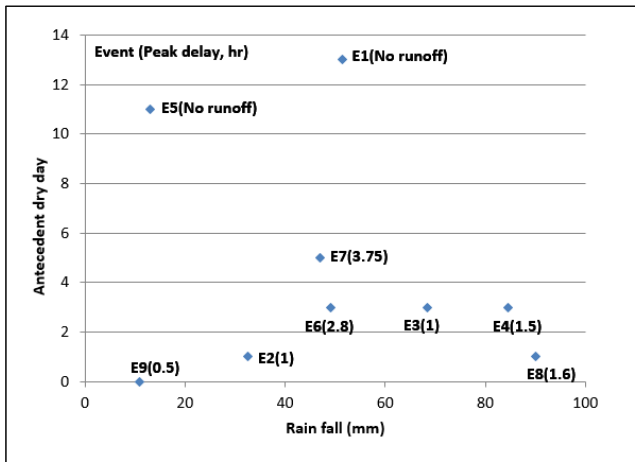 14
Event (Peak delay, hr)
E1(No runoff)
12
E5(No runoff)
10
Antecedent dry day
8
6
E7(3.75)
4
E6(2.8)
E3(1)
E4(1.5)
2
E2(1)
E9(0.5)
E8(1.6)
0
0 20 40 60 80 100
Rain fall (mm)